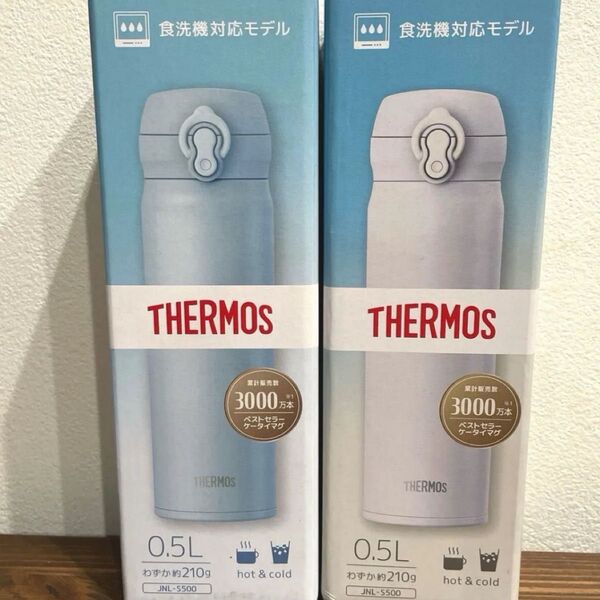 食洗機対応モデル
THERMOS
累計販売数
3000万本※1
ベストセラー
ケータイマグ
THERMOS
0.5L
わずか約210g
JNL-S500
hot & cold
食洗機対応モデル
THERMOS
累計販売数
3000万本※1
ベストセラー
ケータイマグ
THERMOS
0.5L
わずか約210g
JNL-S500
hot & cold